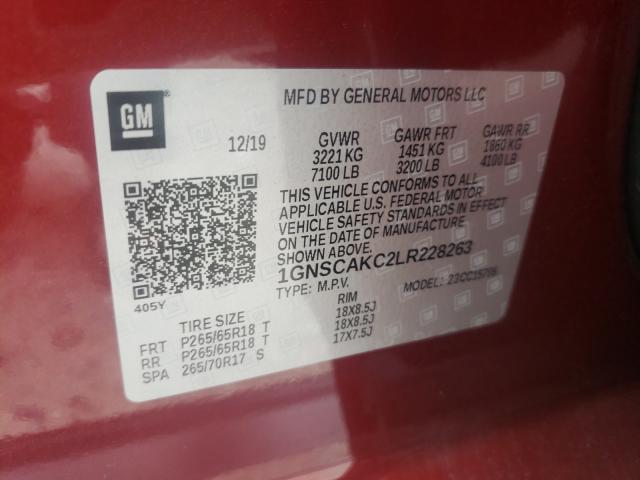 GM
MFD BY GENERAL MOTORS LLC
12/19 GVWR GAWR FRT GAWR RR
3221 KG 1451 KG 1860 KG
7100 LB 3200 LB 4100 LB
THIS VEHICLE CONFORMS TO ALL
APPLICABLE U.S. FEDERAL MOTOR
VEHICLE SAFETY STANDARDS IN EFFECT
ON THE DATE OF MANUFACTURE
SHOWN ABOVE.
1GNSCAKC2LR228263
TYPE: M.P.V. MODEL: 23CC15706
405Y
TIRE SIZE RIM
FRT P265/65R18 T 18X8.5J
RR P265/65R18 T 18X8.5J
SPA 265/70R17 S 17X7.5J